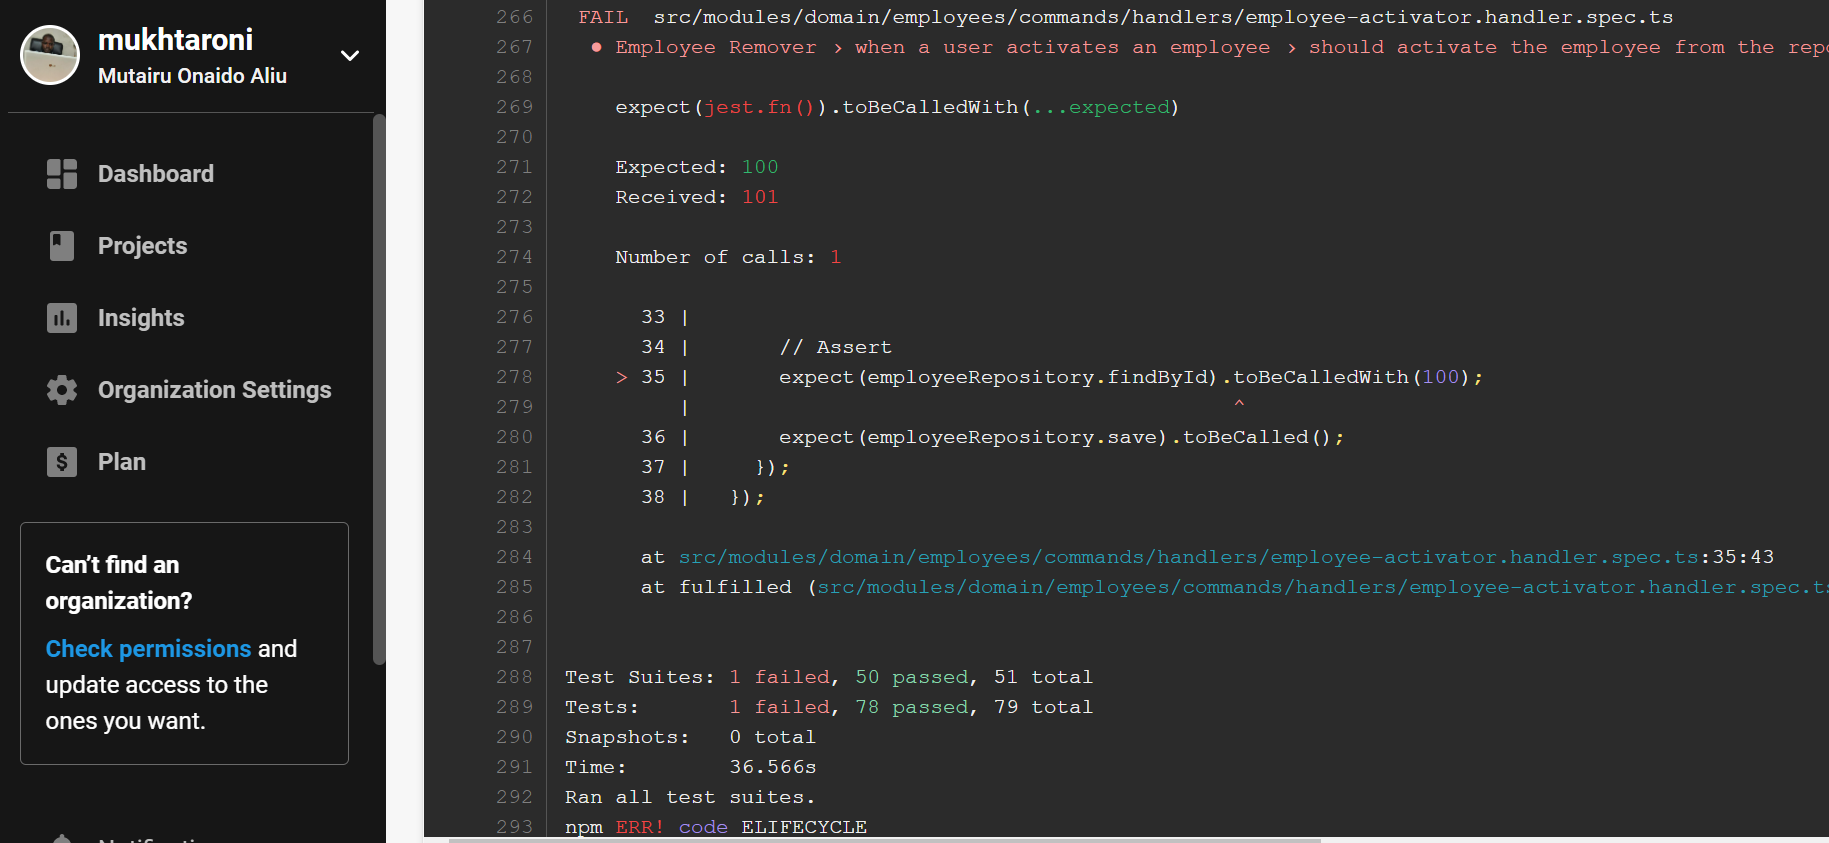 mukhtaroni
Mutairu Onaido Aliu
Dashboard
Projects
Insights
Organization Settings
Plan
Can't find an
organization?
Check permissions and
update access to the
ones you want.
266 FAIL src/modules/domain/employees/commands/handlers/employee-activator.handler.spec.ts
267 ● Employee Remover › when a user activates an employee › should activate the employee from the
268
269 expect(jest.fn()).toBeCalledWith(...expected)
270
271 Expected: 100
272 Received: 101
273
274 Number of calls: 1
275
276 33 |
277 34 | // Assert
278 > 35 | expect(employeeRepository.findById).toBeCalledWith(100);
279 | ^
280 36 | expect(employeeRepository.save).toBeCalled();
281 37 | });
282 38 | });
283
284 at src/modules/domain/employees/commands/handlers/employee-activator.handler.spec.ts:35:43
285 at fulfilled (src/modules/domain/employees/commands/handlers/employee-activator.handler.spec.ts
286
287
288 Test Suites: 1 failed, 50 passed, 51 total
289 Tests: 1 failed, 78 passed, 79 total
290 Snapshots: 0 total
291 Time: 36.566s
292 Ran all test suites.
293 npm ERR! code ELIFECYCLE